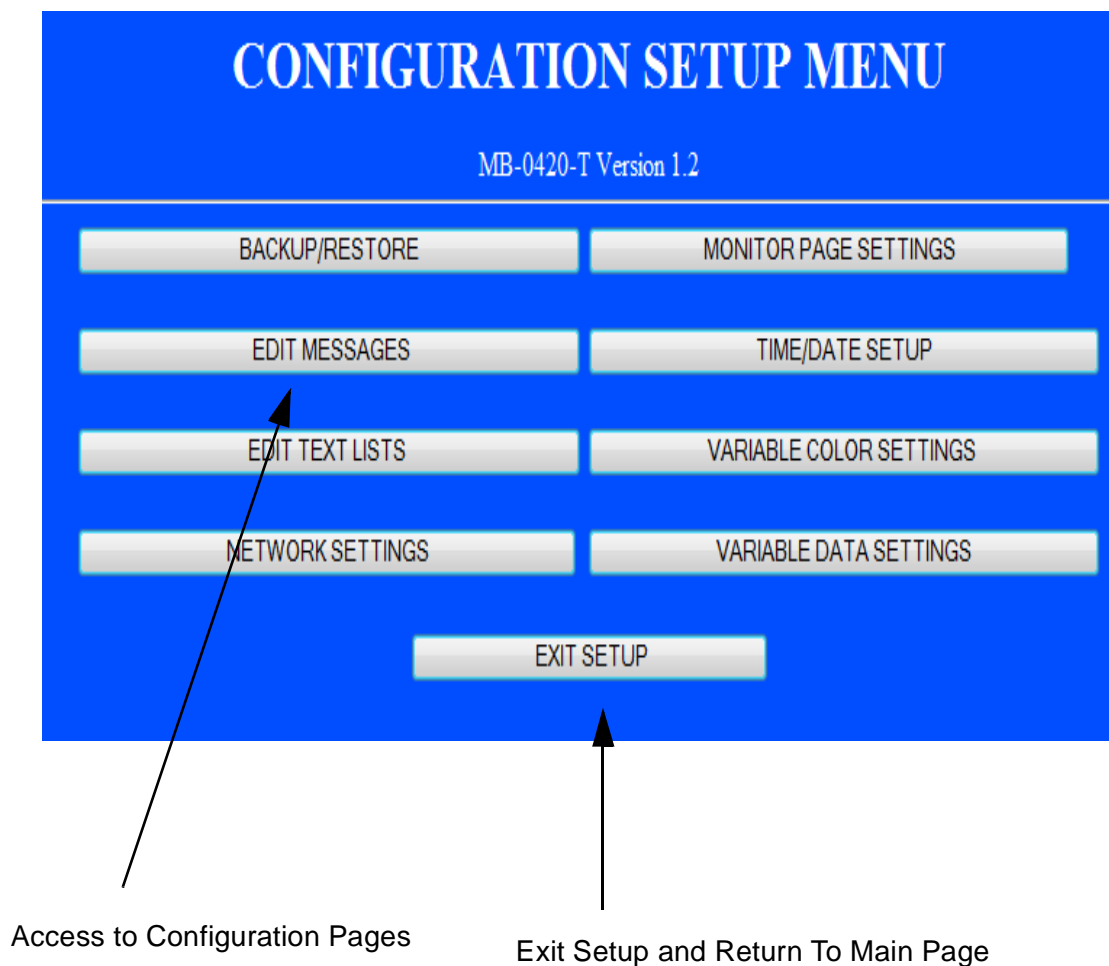 CONFIGURATION SETUP MENU
MB-0420-T Version 1.2
BACKUP/RESTORE
MONITOR PAGE SETTINGS
EDIT MESSAGES
TIME/DATE SETUP
EDIT TEXT LISTS
VARIABLE COLOR SETTINGS
NETWORK SETTINGS
VARIABLE DATA SETTINGS
EXIT SETUP
Access to Configuration Pages
Exit Setup and Return To Main Page